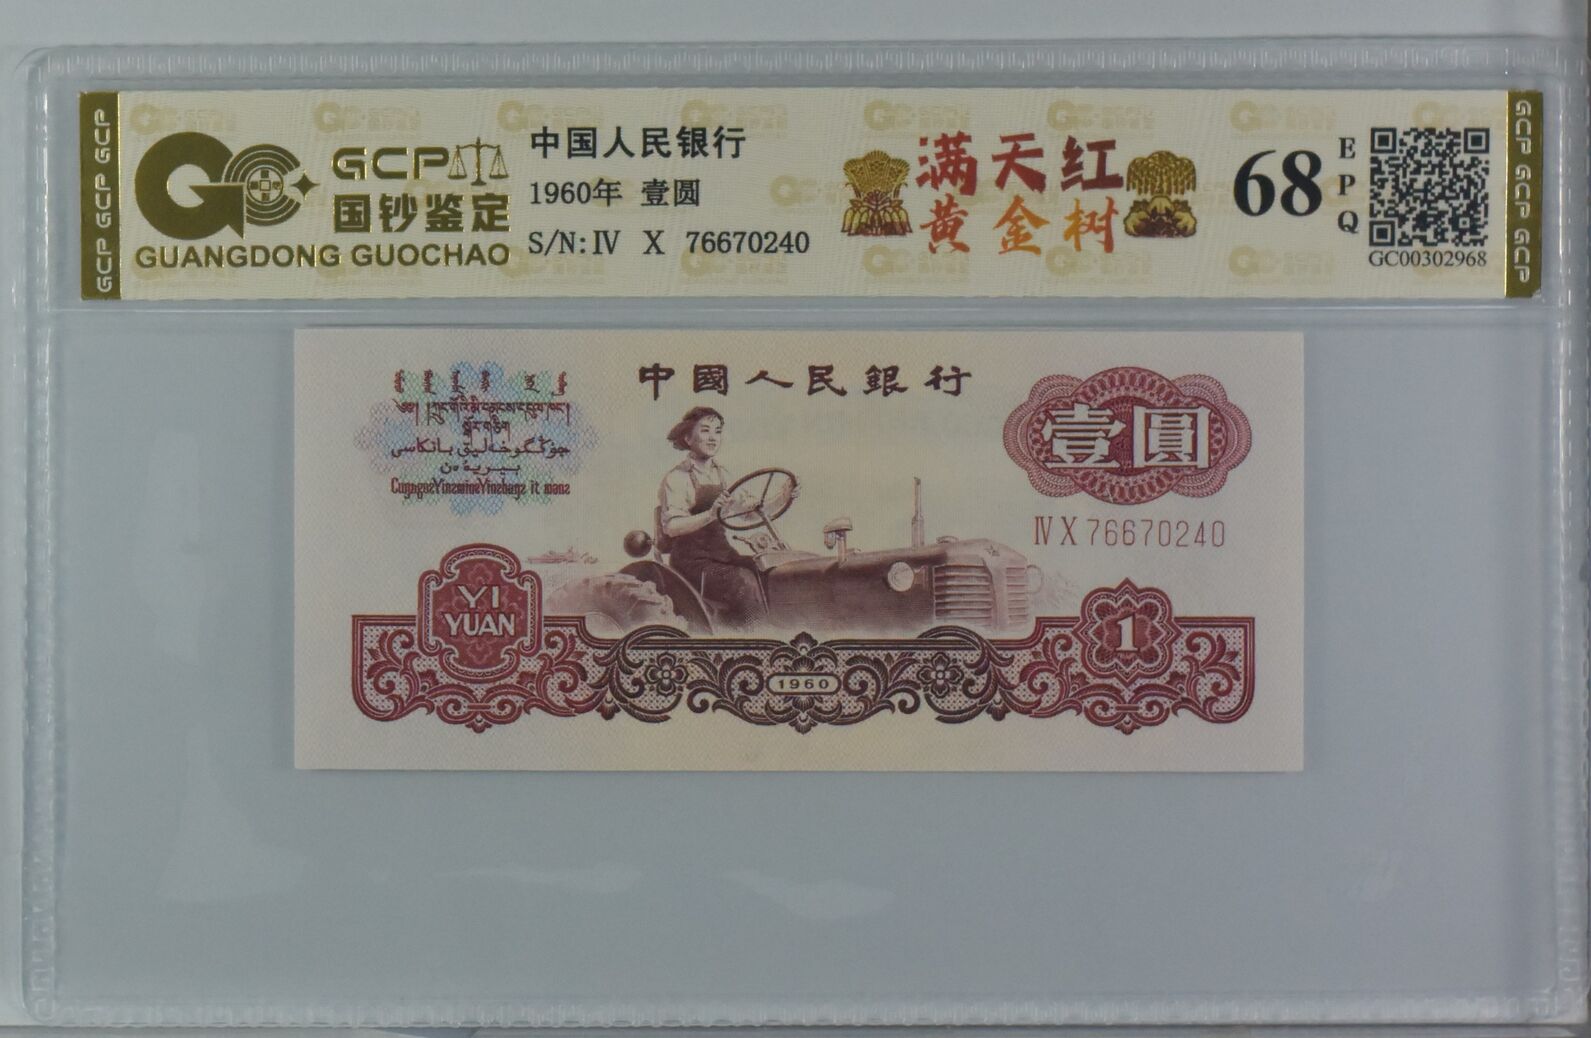 GCP GCP GCP
GCP
国钞鉴定
GUANGDONG GUOCHAO
中国人民银行
1960年 壹圆
S/N: IV X 76670240
满天红
黄金树
68
EPQ
GC00302968
GCP GCP GCP
中國人民銀行
壹圓
IV X 76670240
YI
YUAN
1960
1